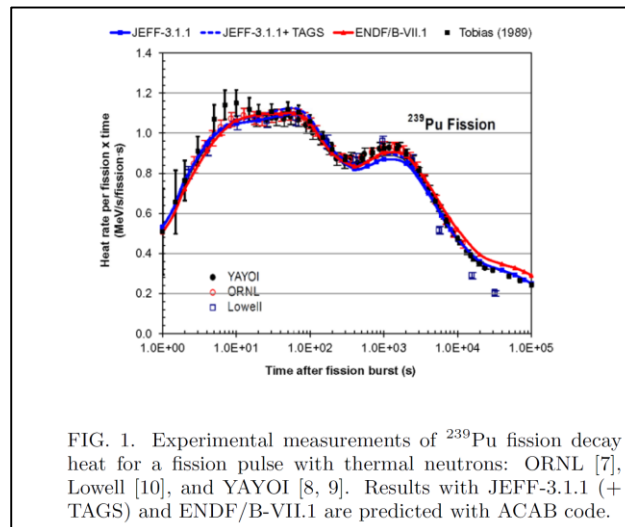 JEFF-3.1.1 JEFF-3.1.1+ TAGS ENDF/B-VII.1 Tobias (1989)
1.4
1.2
1.0
0.8
0.6
0.4
0.2
0.0
Heat rate per fission x time
(MeV/s/fission·s)
239Pu Fission
YAYOI
ORNL
Lowell
1.0E+00 1.0E+01 1.0E+02 1.0E+03 1.0E+04 1.0E+05
Time after fission burst (s)
FIG. 1. Experimental measurements of 239Pu fission decay
heat for a fission pulse with thermal neutrons: ORNL [7],
Lowell [10], and YAYOI [8, 9]. Results with JEFF-3.1.1 (+
TAGS) and ENDF/B-VII.1 are predicted with ACAB code.